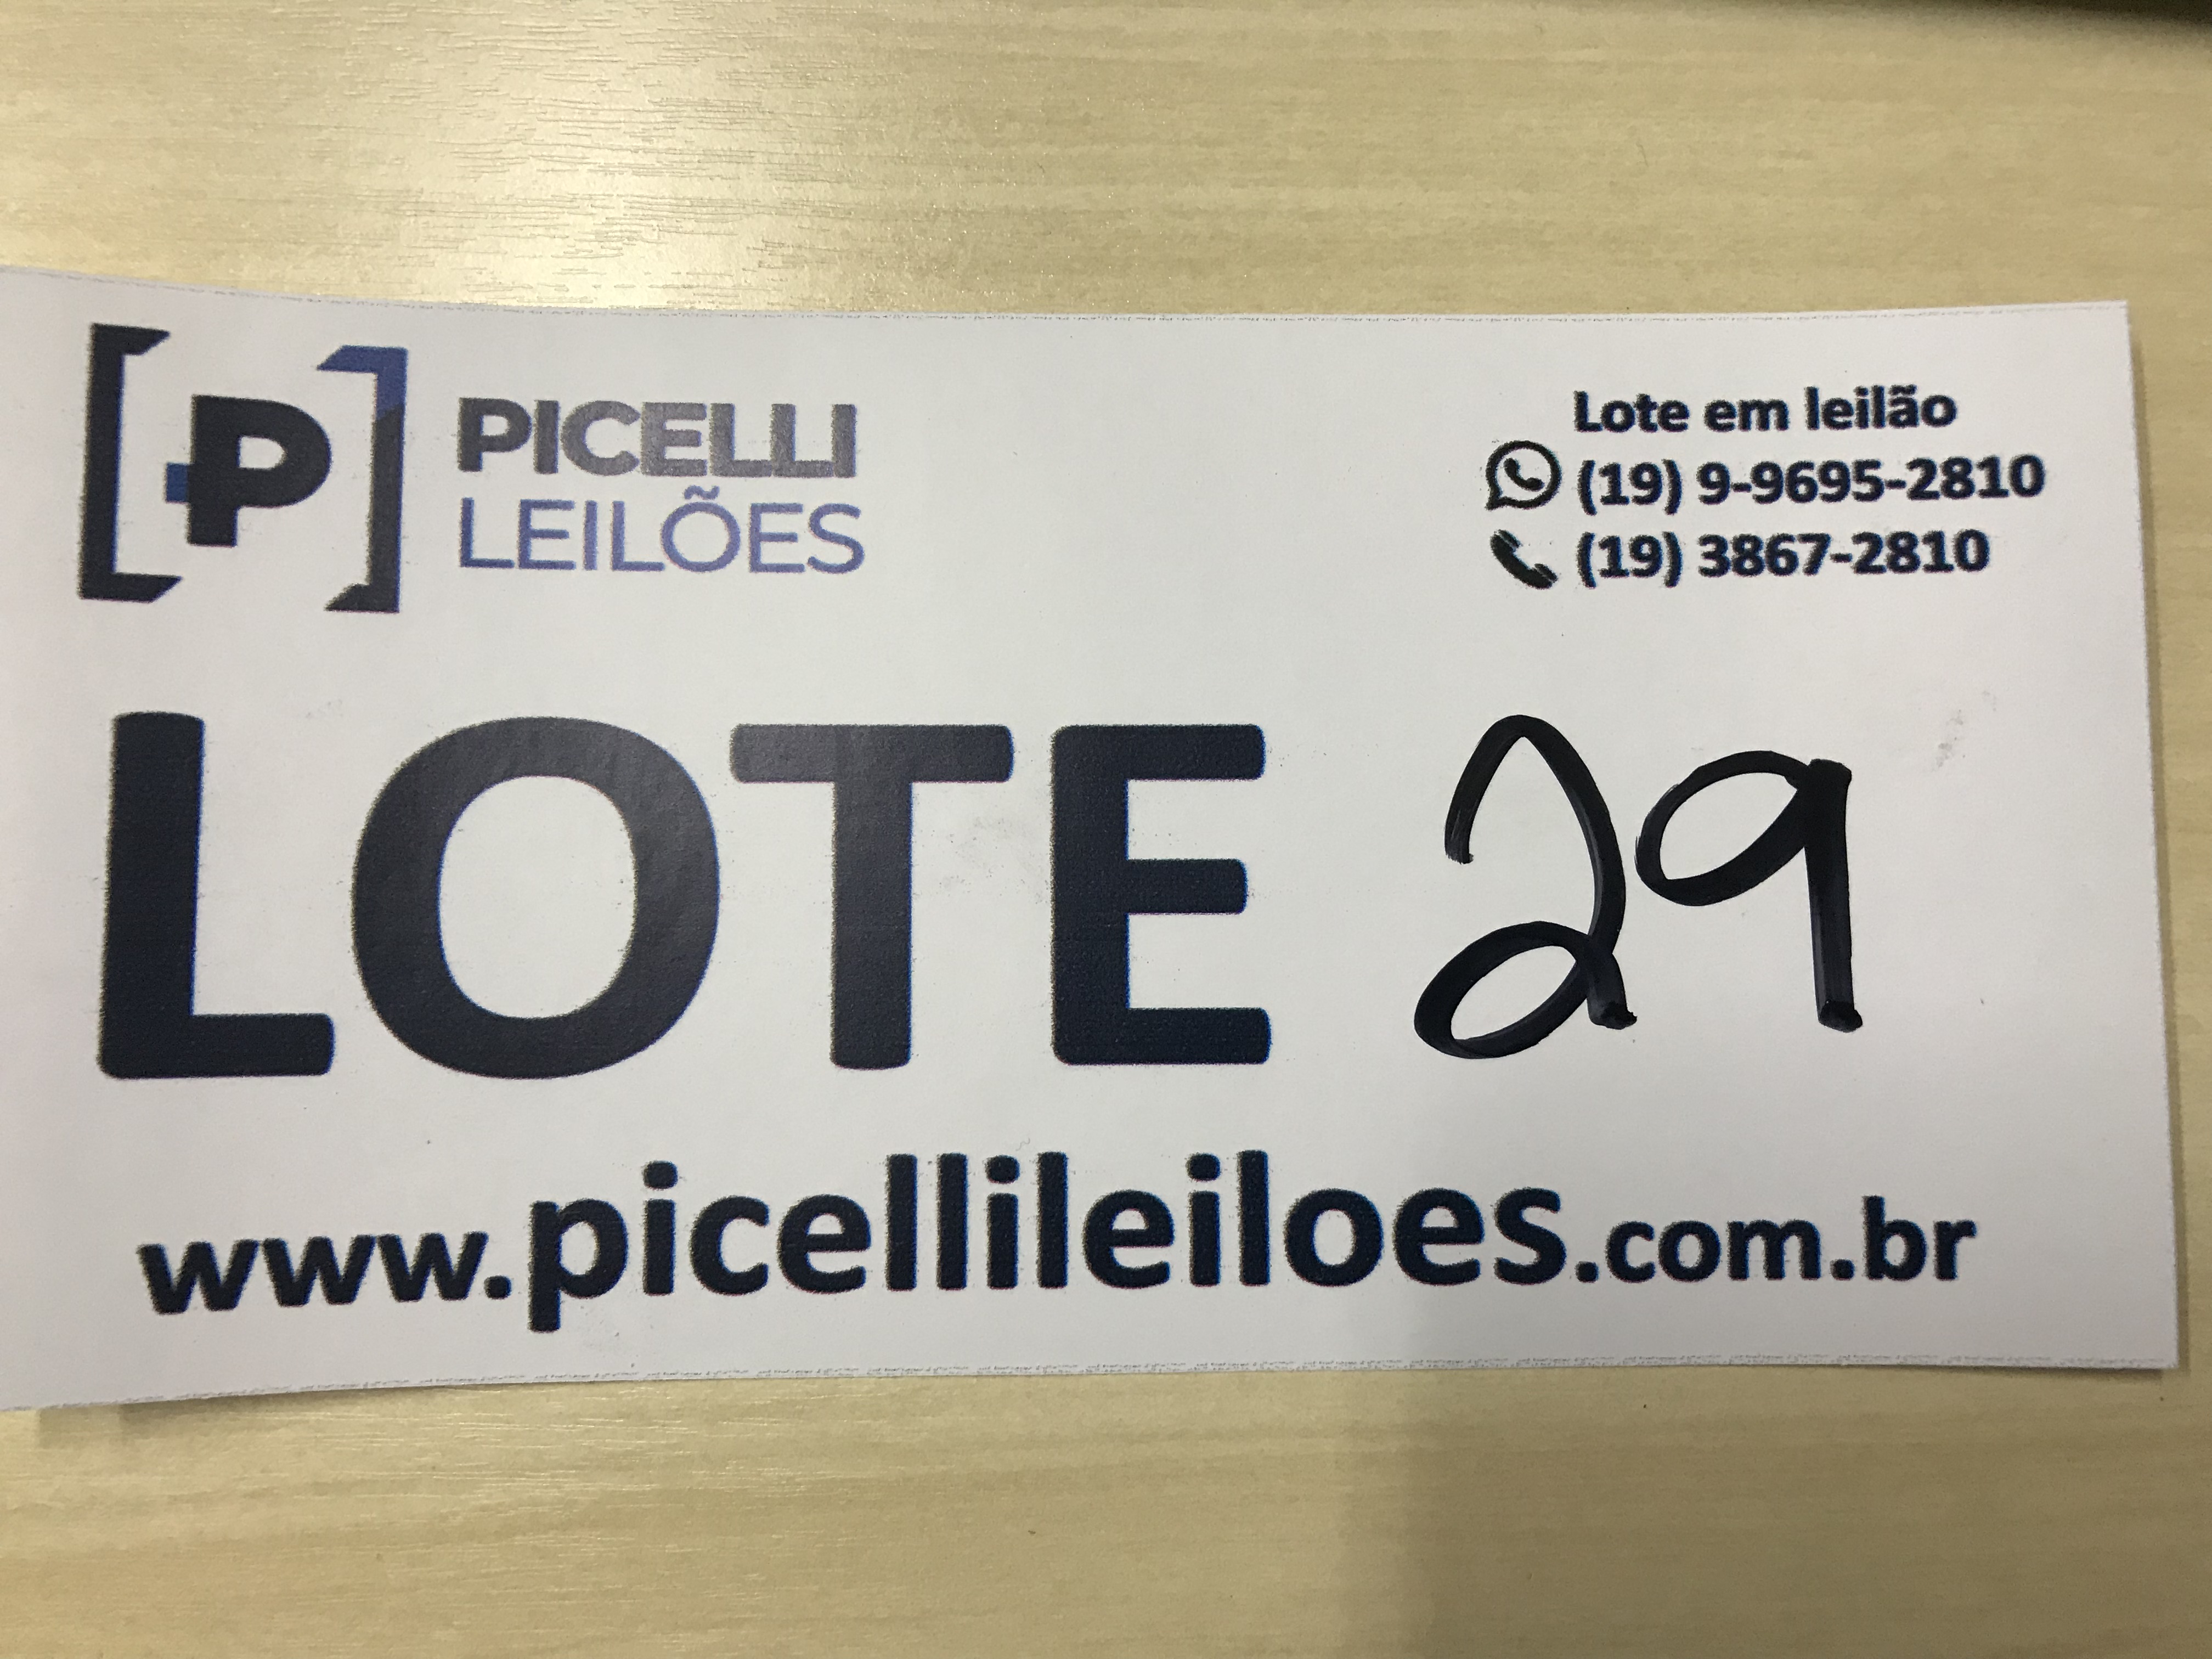 PICELLI
LEILÕES
Lote em leilão
(19) 9-9695-2810
(19) 3867-2810
LOTE 29
www.picellileiloes.com.br